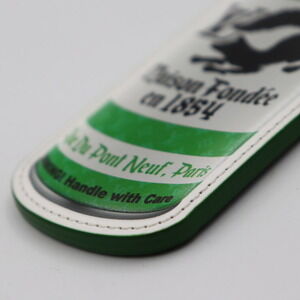 Maison Fondée
en 1854
Du Pont Neuf, Paris
Handle with Care